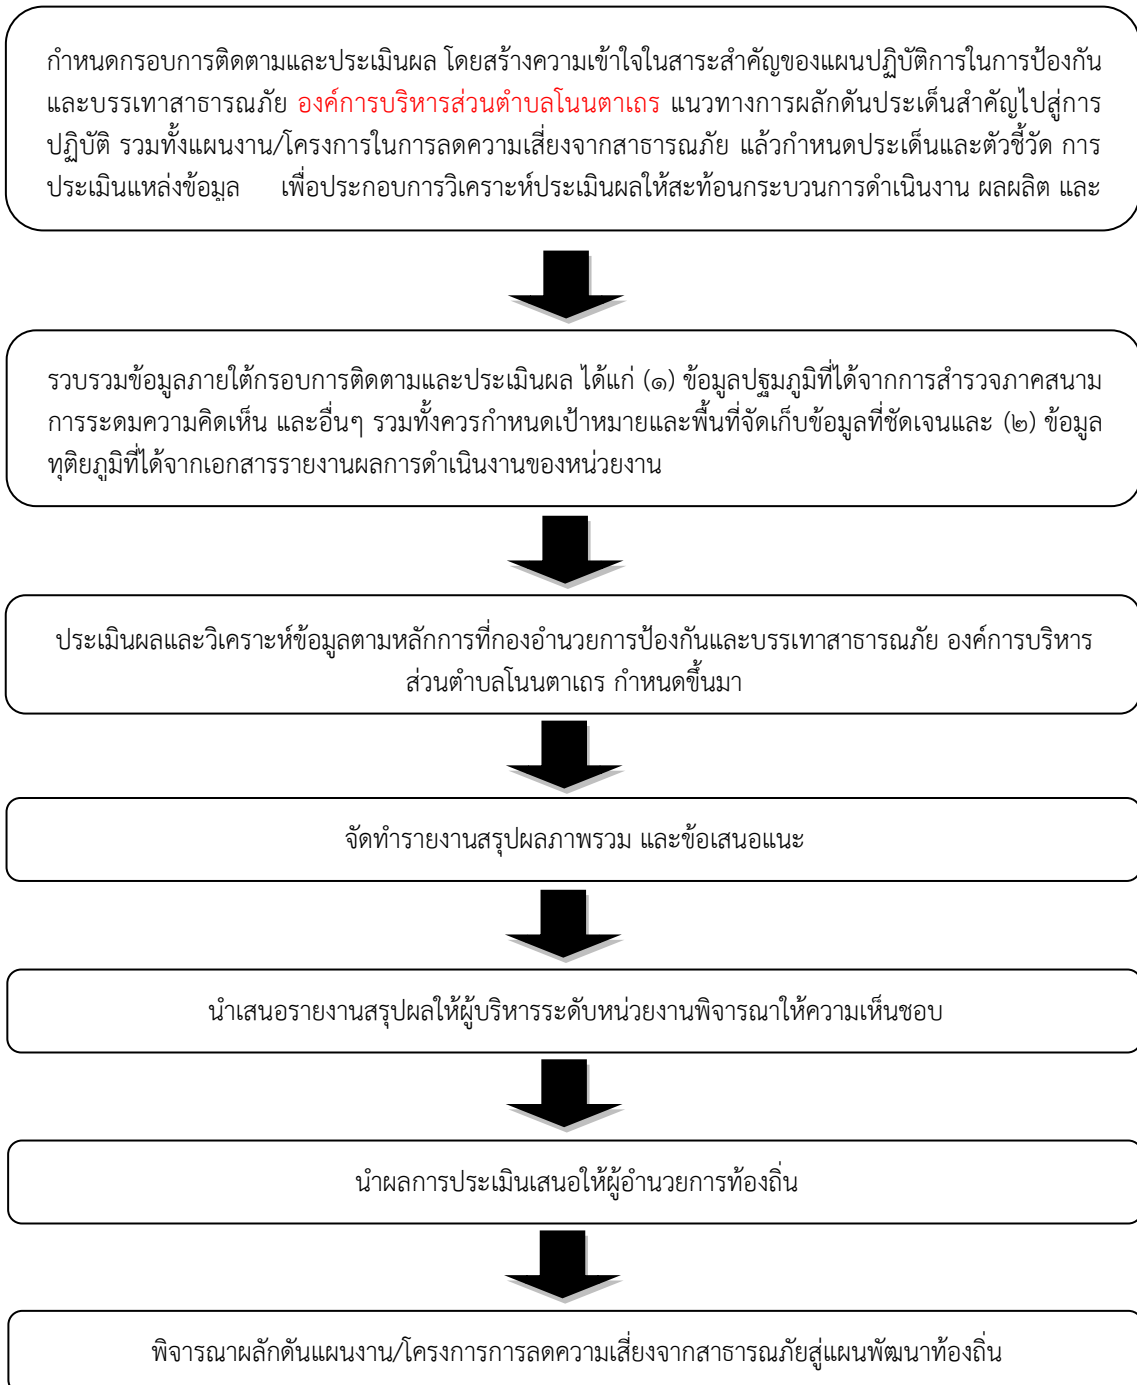 กำหนดกรอบการติดตามและประเมินผล โดยสร้างความเข้าใจในสาระสำคัญของแผนปฏิบัติการในการป้องกัน
และบรรเทาสาธารณภัย องค์การบริหารส่วนตำบลโนนตาเถร แนวทางการผลักดันประเด็นสำคัญไปสู่การ
ปฏิบัติ รวมทั้งแผนงาน/โครงการในการลดความเสี่ยงจากสาธารณภัย แล้วกำหนดประเด็นและตัวชี้วัด การ
ประเมินแหล่งข้อมูล เพื่อประกอบการวิเคราะห์ประเมินผลให้สะท้อนกระบวนการดำเนินงาน ผลผลิต และ
รวบรวมข้อมูลภายใต้กรอบการติดตามและประเมินผล ได้แก่ (๑) ข้อมูลปฐมภูมิที่ได้จากการสำรวจภาคสนาม
การระดมความคิดเห็น และอื่นๆ รวมทั้งควรกำหนดเป้าหมายและพื้นที่จัดเก็บข้อมูลที่ชัดเจนและ (๒) ข้อมูล
ทุติยภูมิที่ได้จากเอกสารรายงานผลการดำเนินงานของหน่วยงาน
ประเมินผลและวิเคราะห์ข้อมูลตามหลักการที่กองอำนวยการป้องกันและบรรเทาสาธารณภัย องค์การบริหาร
ส่วนตำบลโนนตาเถร กำหนดขึ้นมา
จัดทำรายงานสรุปผลภาพรวม และข้อเสนอแนะ
นำเสนอรายงานสรุปผลให้ผู้บริหารระดับหน่วยงานพิจารณาให้ความเห็นชอบ
นำผลการประเมินเสนอให้ผู้อำนวยการท้องถิ่น
พิจารณาผลักดันแผนงาน/โครงการการลดความเสี่ยงจากสาธารณภัยสู่แผนพัฒนาท้องถิ่น